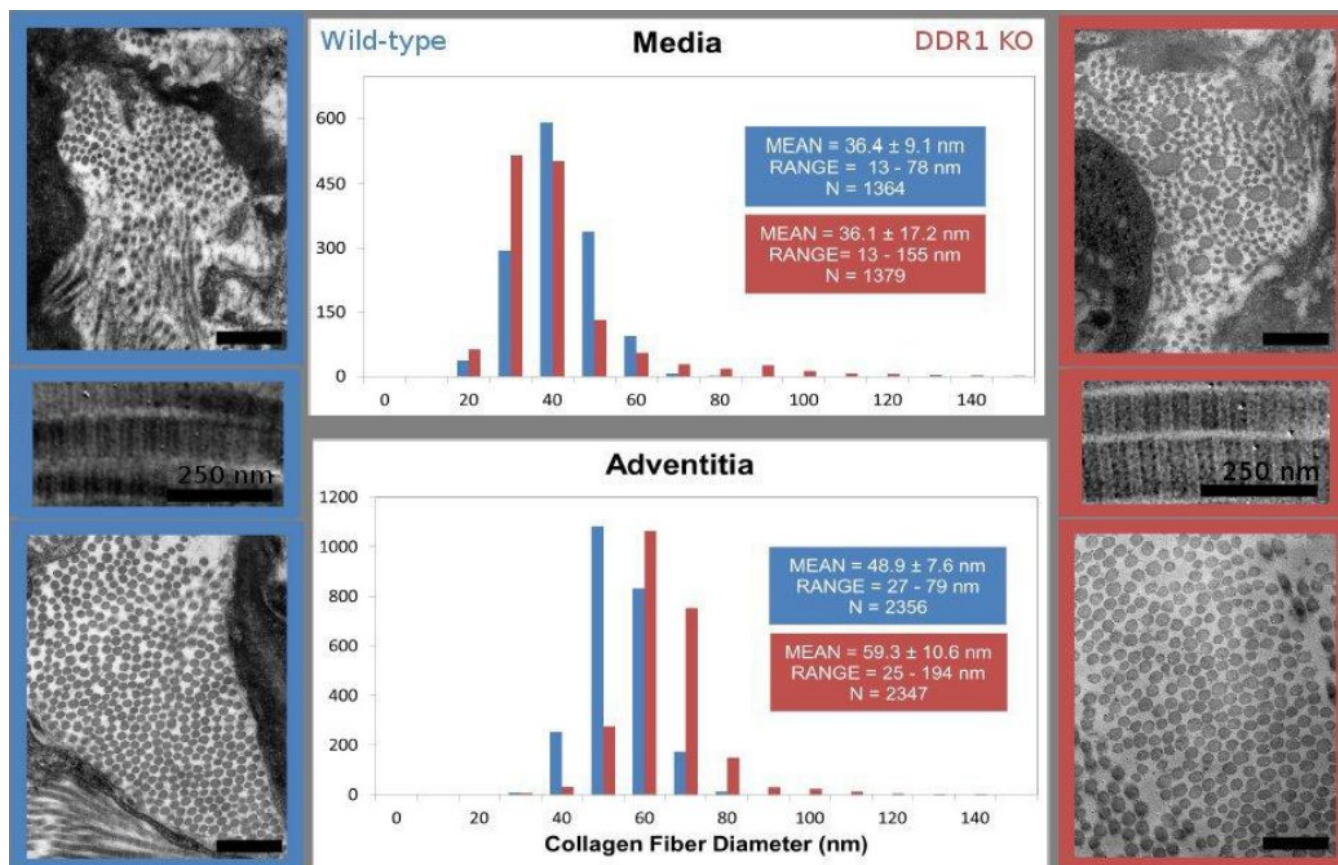 Wild-type
Media
DDR1 KO
600
450
300
150
0
MEAN = 36.4 ± 9.1 nm
RANGE = 13 - 78 nm
N = 1364
MEAN = 36.1 ± 17.2 nm
RANGE= 13 - 155 nm
N = 1379
0 20 40 60 80 100 120 140
250 nm
250 nm
Adventitia
1200
1000
800
600
400
200
0
MEAN = 48.9 ± 7.6 nm
RANGE = 27 - 79 nm
N = 2356
MEAN = 59.3 ± 10.6 nm
RANGE = 25 - 194 nm
N = 2347
0 20 40 60 80 100 120 140
Collagen Fiber Diameter (nm)